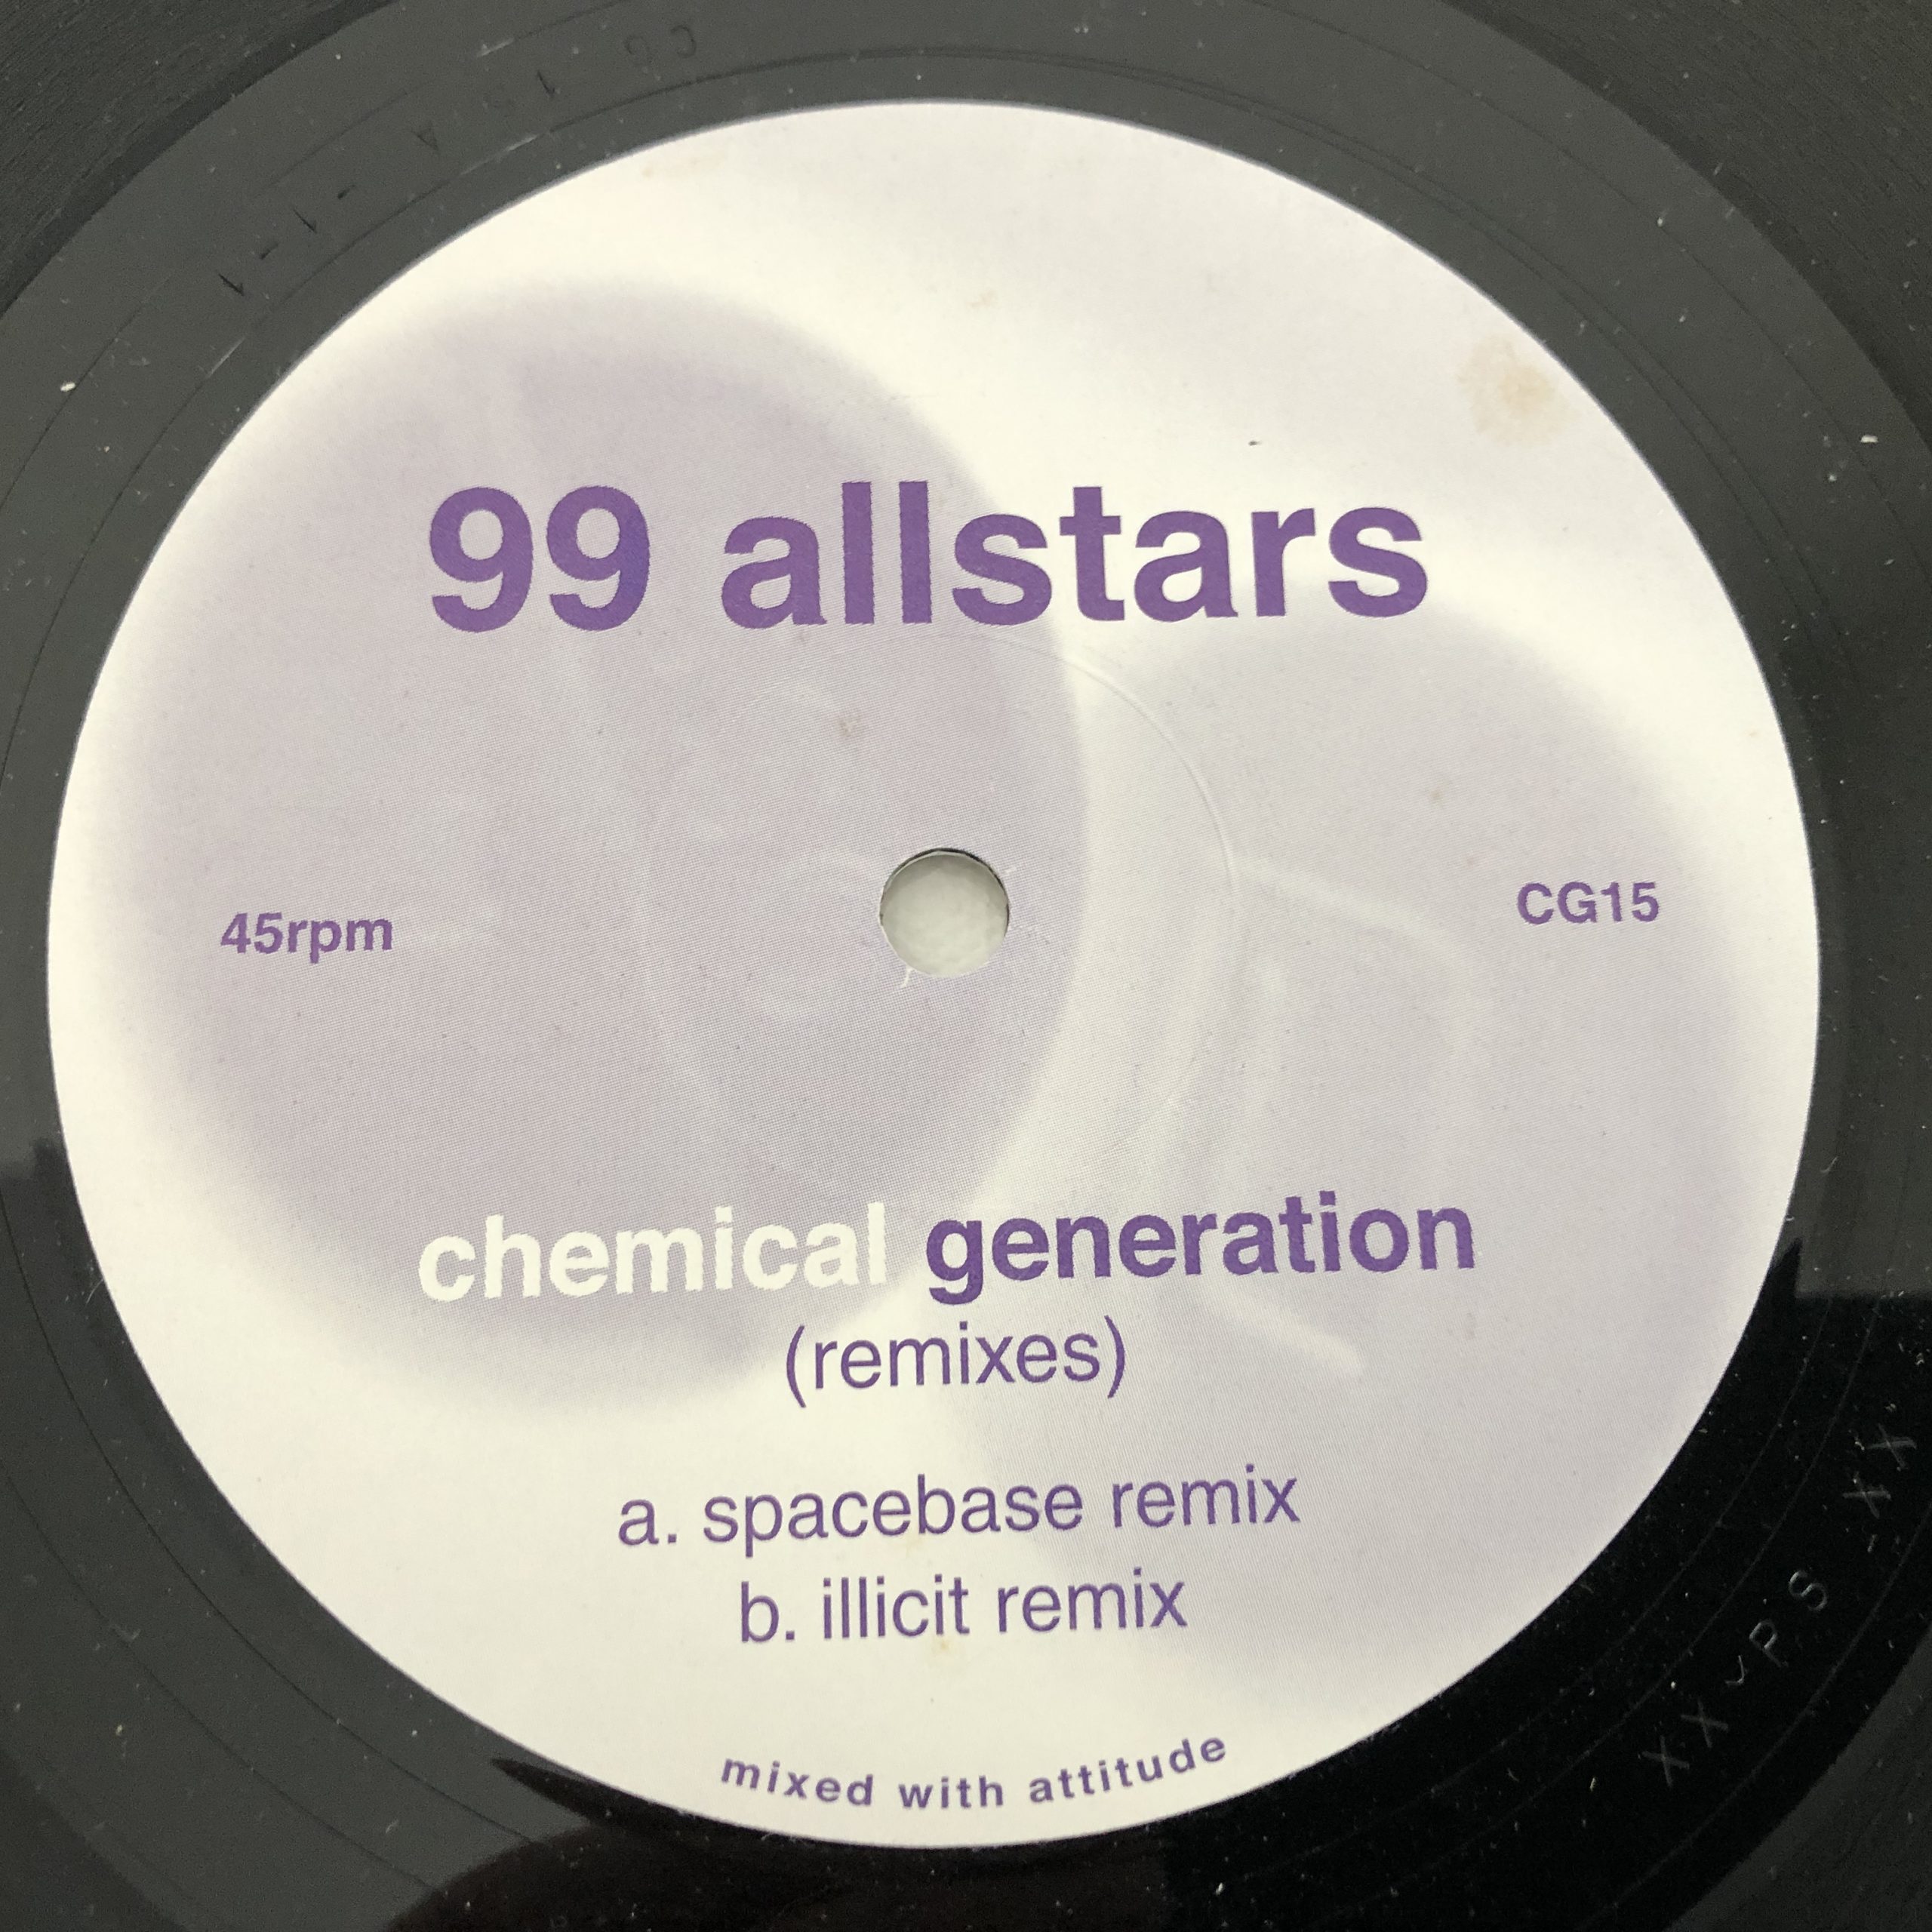 99 allstars
45rpm
CG15
chemical generation
(remixes)
a. spacebase remix
b. illicit remix
mixed with attitude